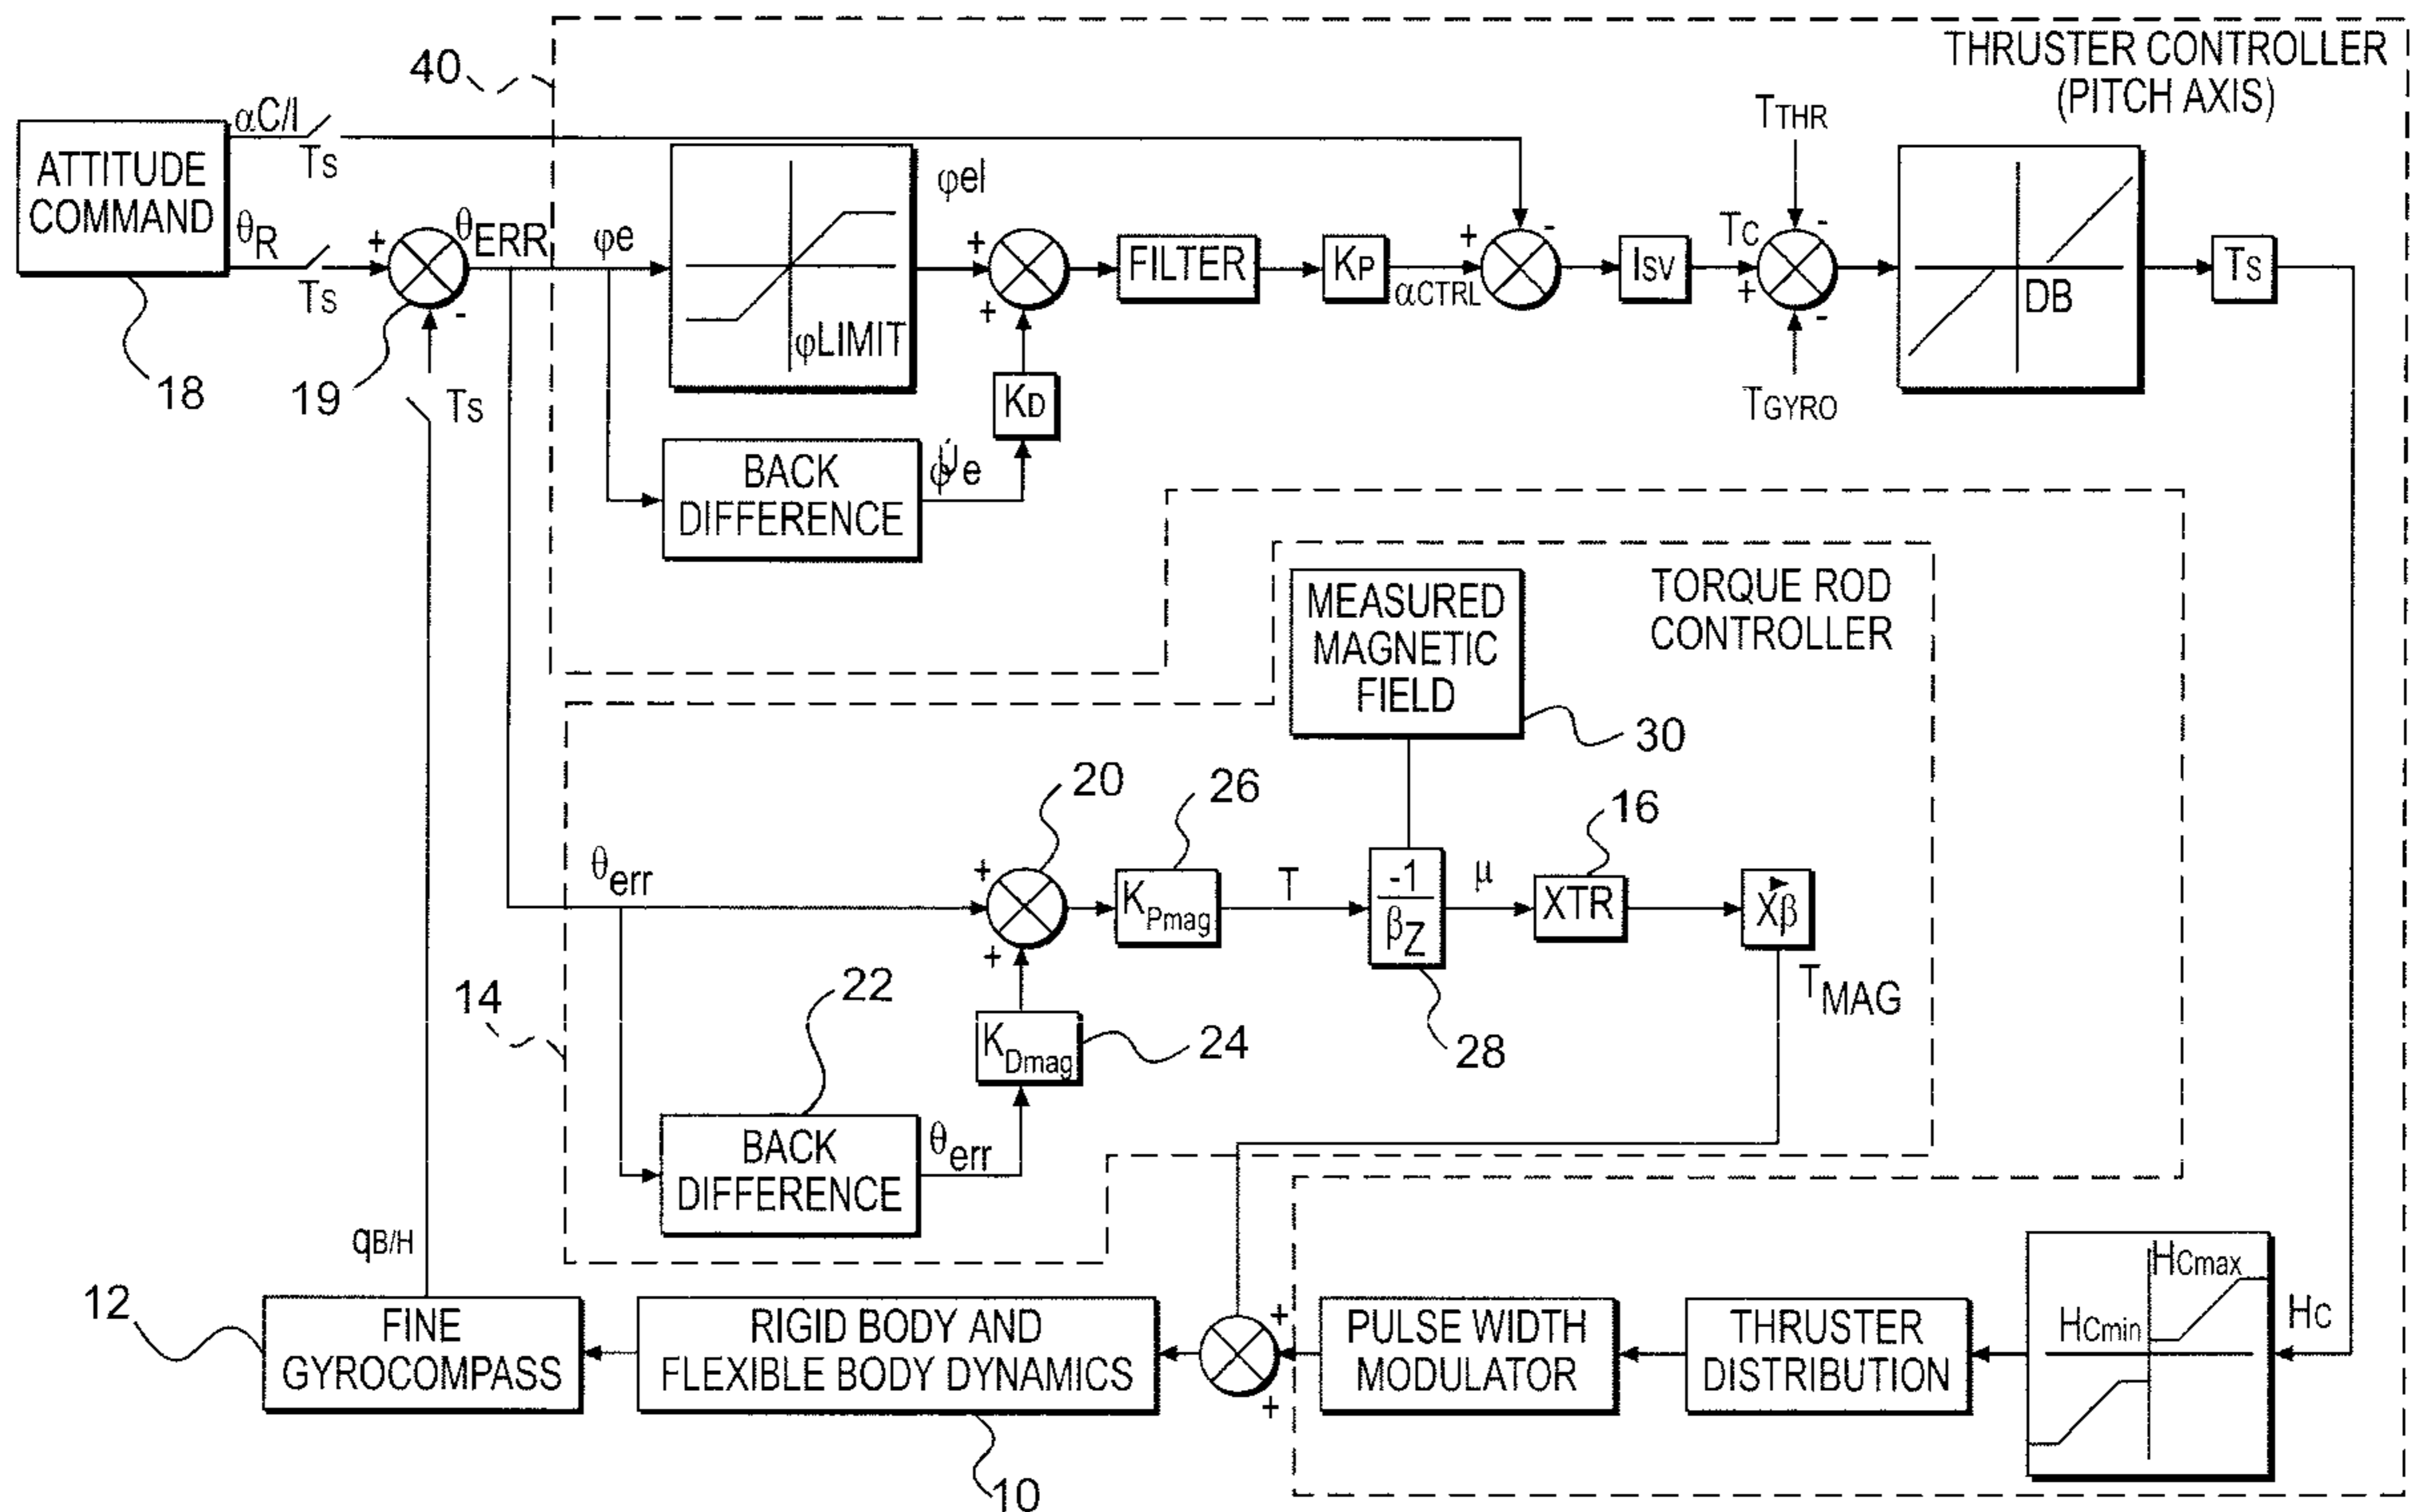 THRUSTER CONTROLLER
(PITCH AXIS)
40
αC/I
Ts
ATTITUDE
COMMAND
θR
Ts
18
+
-
19
θERR
Ts
φe
φLIMIT
φel
+
+
FILTER
KP
αCTRL
+
-
ISV
TC
TTHR
-
+
-
TGYRO
DB
Ts
KD
BACK
DIFFERENCE
MEASURED
MAGNETIC
FIELD
30
TORQUE ROD
CONTROLLER
20
26
16
θerr
+
+
KPmag
T
-1
βZ
28
μ
XTR
Xβ
TMAG
14
22
KDmag
24
BACK
DIFFERENCE
θerr
qB/H
12
FINE
GYROCOMPASS
RIGID BODY AND
FLEXIBLE BODY DYNAMICS
10
+
+
PULSE WIDTH
MODULATOR
THRUSTER
DISTRIBUTION
HCmax
HCmin
HC